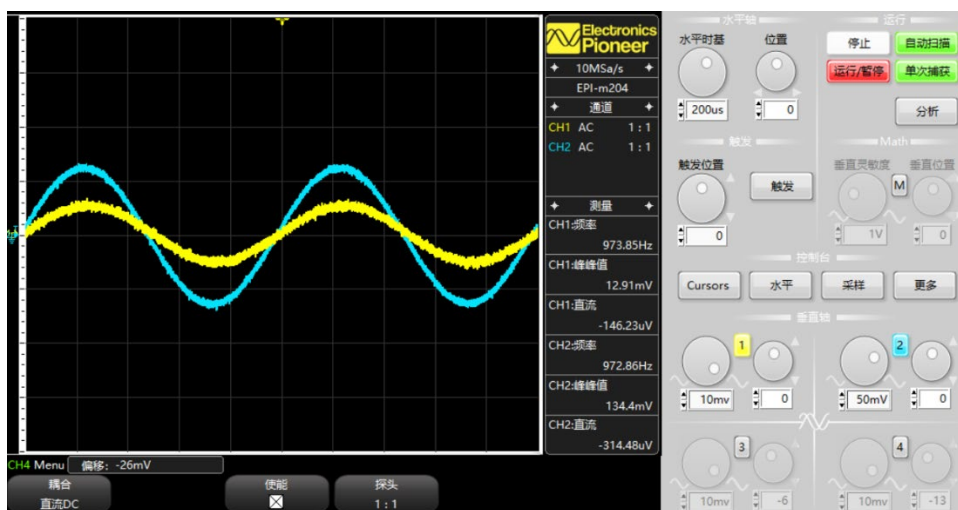 Electronics
Pioneer
10MSa/s
EPI-m204
通道
CH1 AC 1 : 1
CH2 AC 1 : 1
测量
CH1:频率
973.85Hz
CH1:峰峰值
12.91mV
CH1:直流
-146.23uV
CH2:频率
972.86Hz
CH2:峰峰值
134.4mV
CH2:直流
-314.48uV
CH4 Menu 偏移: -26mV
耦合
直流DC
使能
探头
1 : 1
水平轴
水平时基 位置
200us 0
运行
停止 自动扫描
运行/暂停 单次捕获
分析
触发
触发位置
触发
0
Math
垂直灵敏度 垂直位置
M
1V 0
控制台
Cursors 水平 采样 更多
垂直轴
1 2
10mv 0 50mV 0
3 4
10mv -6 10mv -13